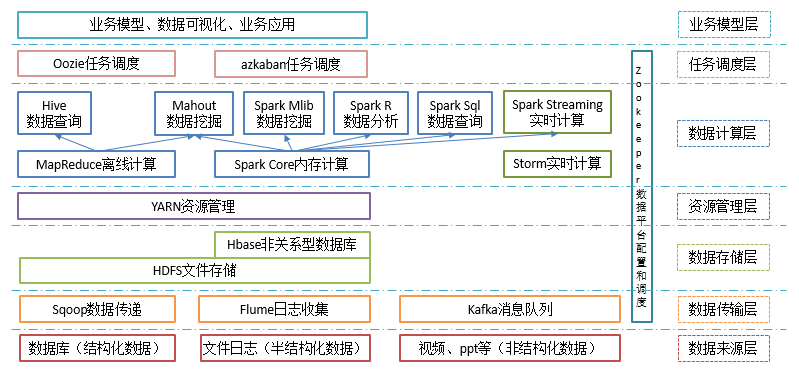 业务模型、数据可视化、业务应用
业务模型层
Oozie任务调度
azkaban任务调度
任务调度层
Hive
数据查询
Mahout
数据挖掘
Spark Mlib
数据挖掘
Spark R
数据分析
Spark Sql
数据查询
Spark Streaming
实时计算
数据计算层
MapReduce离线计算
Spark Core内存计算
Storm实时计算
Zookeeper数据平台配置和调度
YARN资源管理
资源管理层
Hbase非关系型数据库
HDFS文件存储
数据存储层
Sqoop数据传递
Flume日志收集
Kafka消息队列
数据传输层
数据库（结构化数据）
文件日志（半结构化数据）
视频、ppt等（非结构化数据）
数据来源层